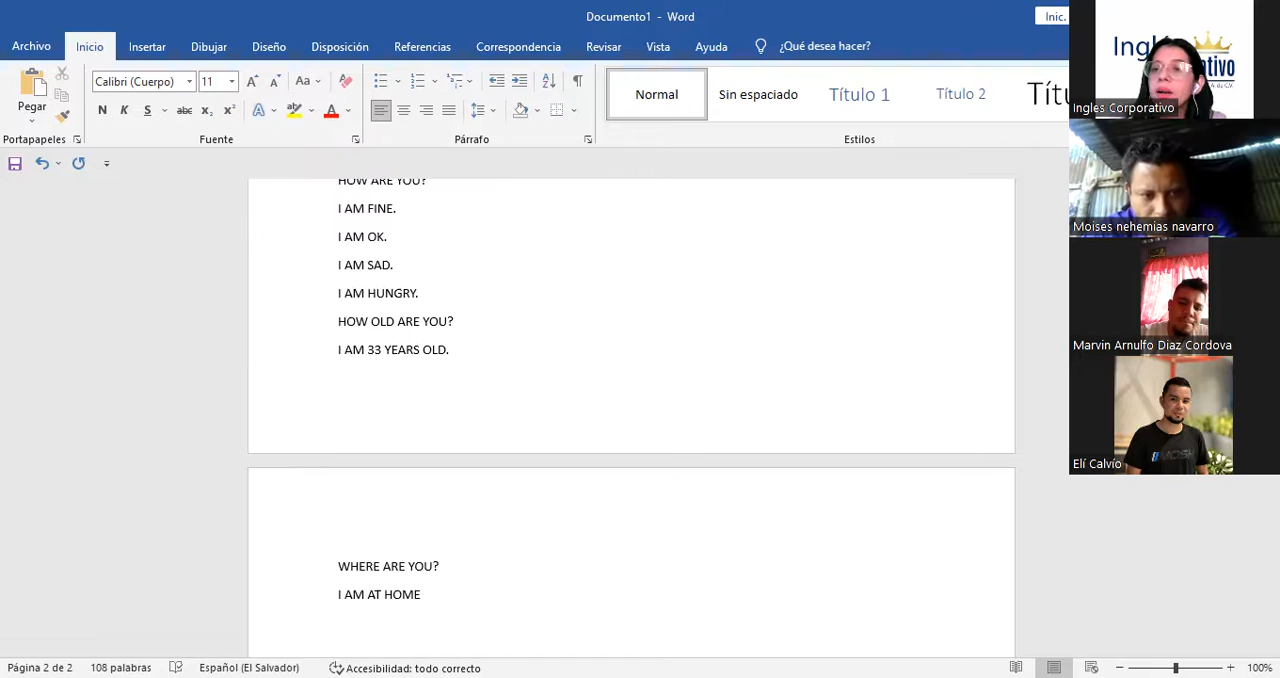 Documento1 - Word
Inic.
Archivo Inicio Insertar Dibujar Diseño Disposición Referencias Correspondencia Revisar Vista Ayuda ¿Qué desea hacer?
Pegar
Calibri (Cuerpo) 11
Normal Sin espaciado Título 1 Título 2
Portapapeles Fuente Párrafo Estilos
HOW ARE YOU?
I AM FINE.
I AM OK.
I AM SAD.
I AM HUNGRY.
HOW OLD ARE YOU?
I AM 33 YEARS OLD.
WHERE ARE YOU?
I AM AT HOME
Página 2 de 2 108 palabras Español (El Salvador) Accesibilidad: todo correcto 100%
Ingles Corporativo
Moises nehemias navarro
Marvin Arnulfo Diaz Cordova
Elí Calvío